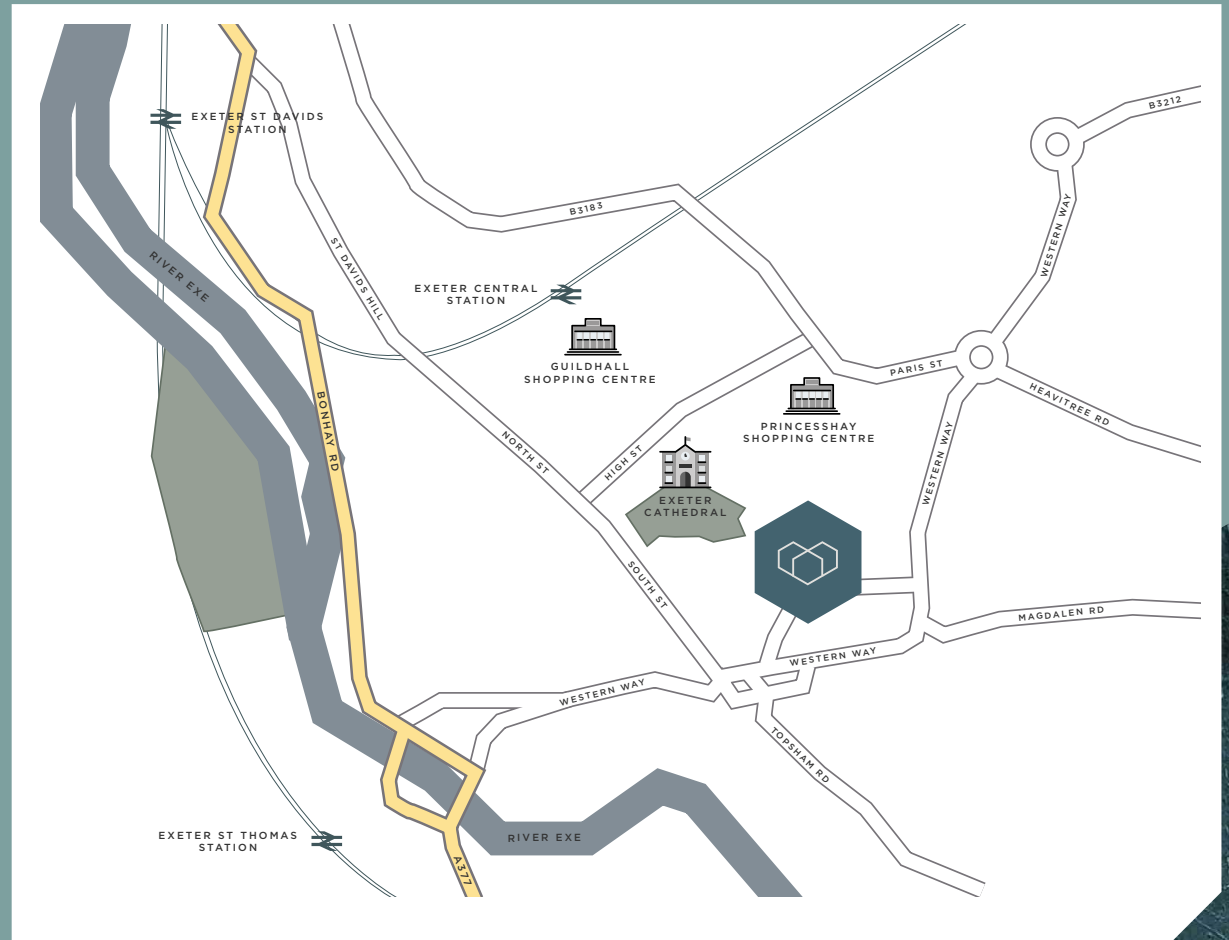 B3212
EXETER ST DAVIDS
STATION
WESTERN WAY
B3183
RIVER EXE
ST DAVIDS HILL
EXETER CENTRAL
STATION
GUILDHALL
SHOPPING CENTRE
PARIS ST
HEAVITREE RD
PRINCESSHAY
SHOPPING CENTRE
BONHAY RD
NORTH ST
HIGH ST
WESTERN WAY
EXETER
CATHEDRAL
SOUTH ST
MAGDALEN RD
WESTERN WAY
WESTERN WAY
TOPSHAM RD
EXETER ST THOMAS
STATION
RIVER EXE
A377